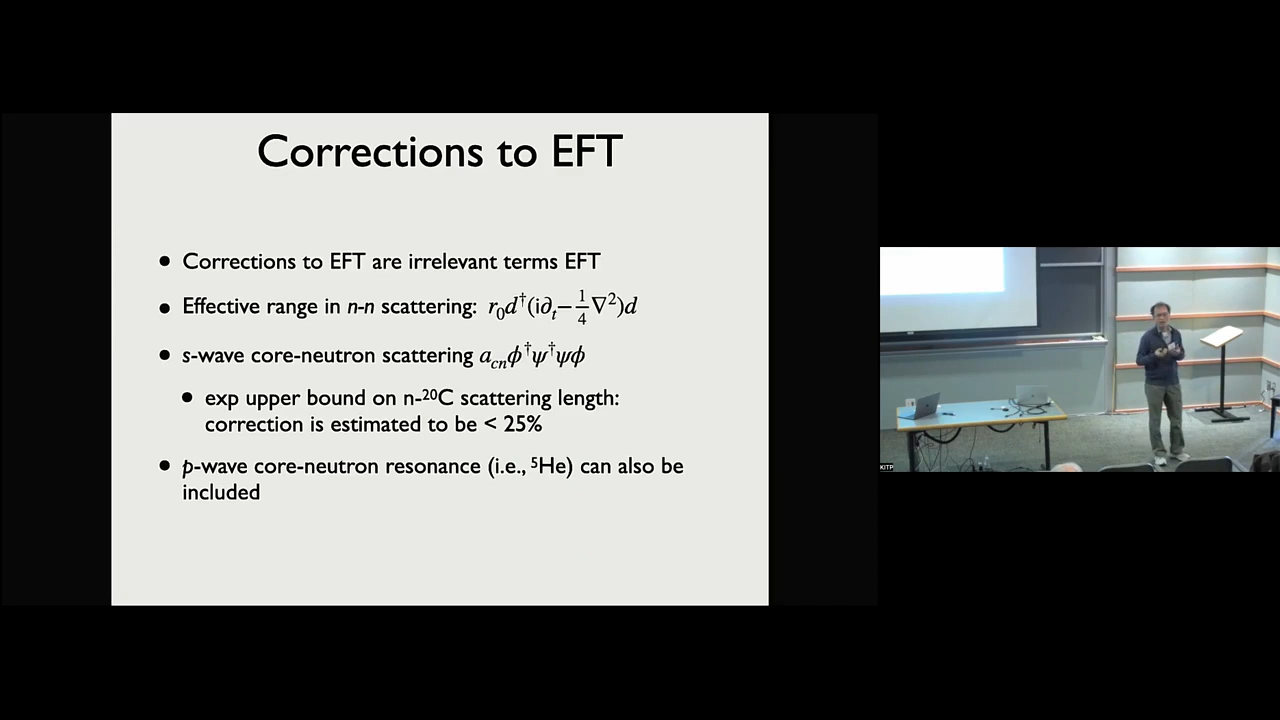 Corrections to EFT
• Corrections to EFT are irrelevant terms EFT
• Effective range in n-n scattering: r₀d†(i∂ₜ−¼∇²)d
• s-wave core-neutron scattering a_cn ϕ†ψ†ψϕ
• exp upper bound on n-²⁰C scattering length:
correction is estimated to be < 25%
• p-wave core-neutron resonance (i.e., ⁵He) can also be
included
KITP